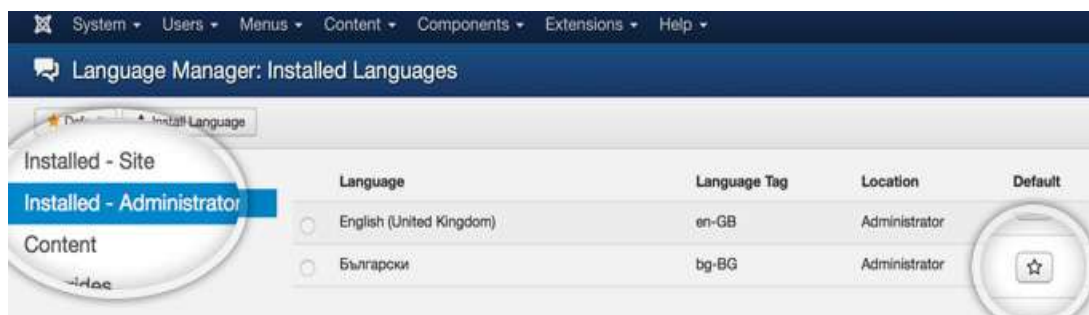 System Users Menus Content Components Extensions Help
Language Manager: Installed Languages
Install Language
Installed - Site
Installed - Administrator
Content
Language Language Tag Location Default
English (United Kingdom) en-GB Administrator
Български bg-BG Administrator